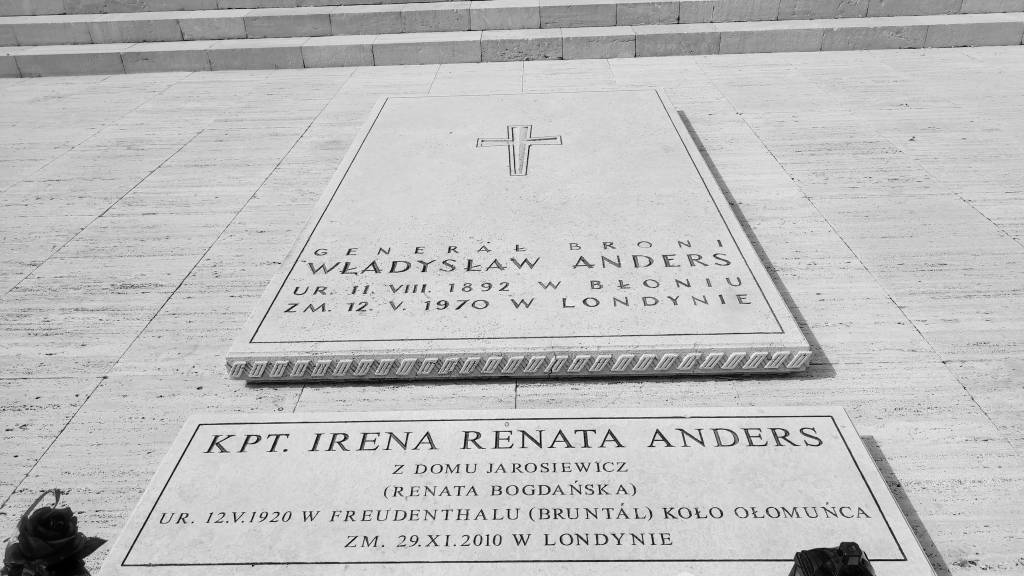 GENERAŁ BRONI
WŁADYSŁAW ANDERS
UR. 11. VIII. 1892 W BŁONIU
ZM. 12. V. 1970 W LONDYNIE
KPT. IRENA RENATA ANDERS
Z DOMU JAROSIEWICZ
(RENATA BOGDAŃSKA)
UR. 12.V.1920 W FREUDENTHALU (BRUNTÁL) KOŁO OŁOMUŃCA
ZM. 29.XI.2010 W LONDYNIE